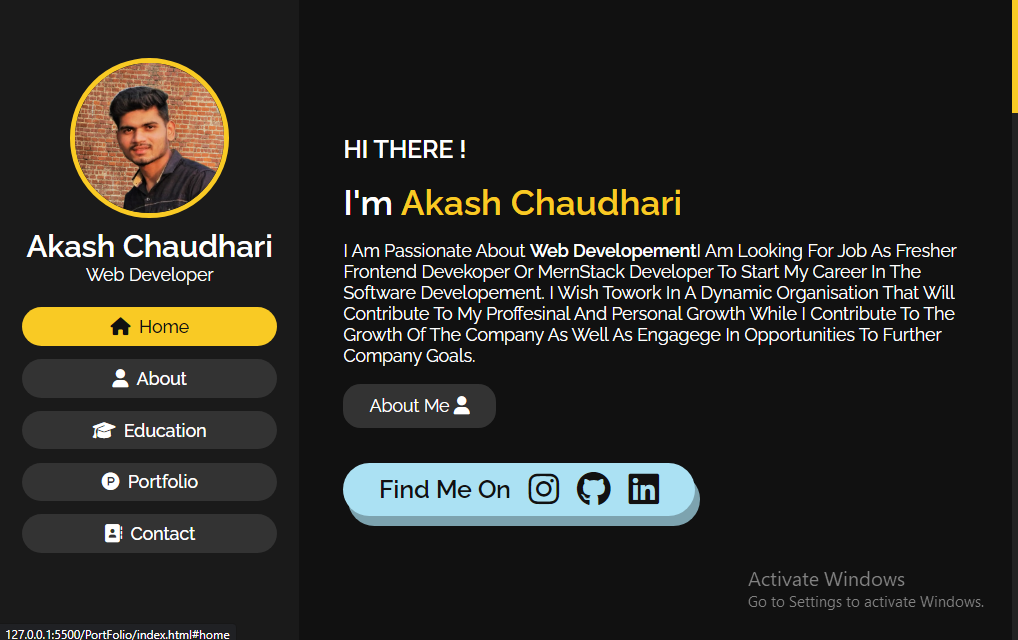 Akash Chaudhari
Web Developer
Home
About
Education
Portfolio
Contact
HI THERE !
I'm Akash Chaudhari
I Am Passionate About Web DevelopementI Am Looking For Job As Fresher
Frontend Devekoper Or MernStack Developer To Start My Career In The
Software Developement. I Wish Towork In A Dynamic Organisation That Will
Contribute To My Proffesinal And Personal Growth While I Contribute To The
Growth Of The Company As Well As Engagege In Opportunities To Further
Company Goals.
About Me
Find Me On
Activate Windows
Go to Settings to activate Windows.
127.0.0.1:5500/PortFolio/index.html#home